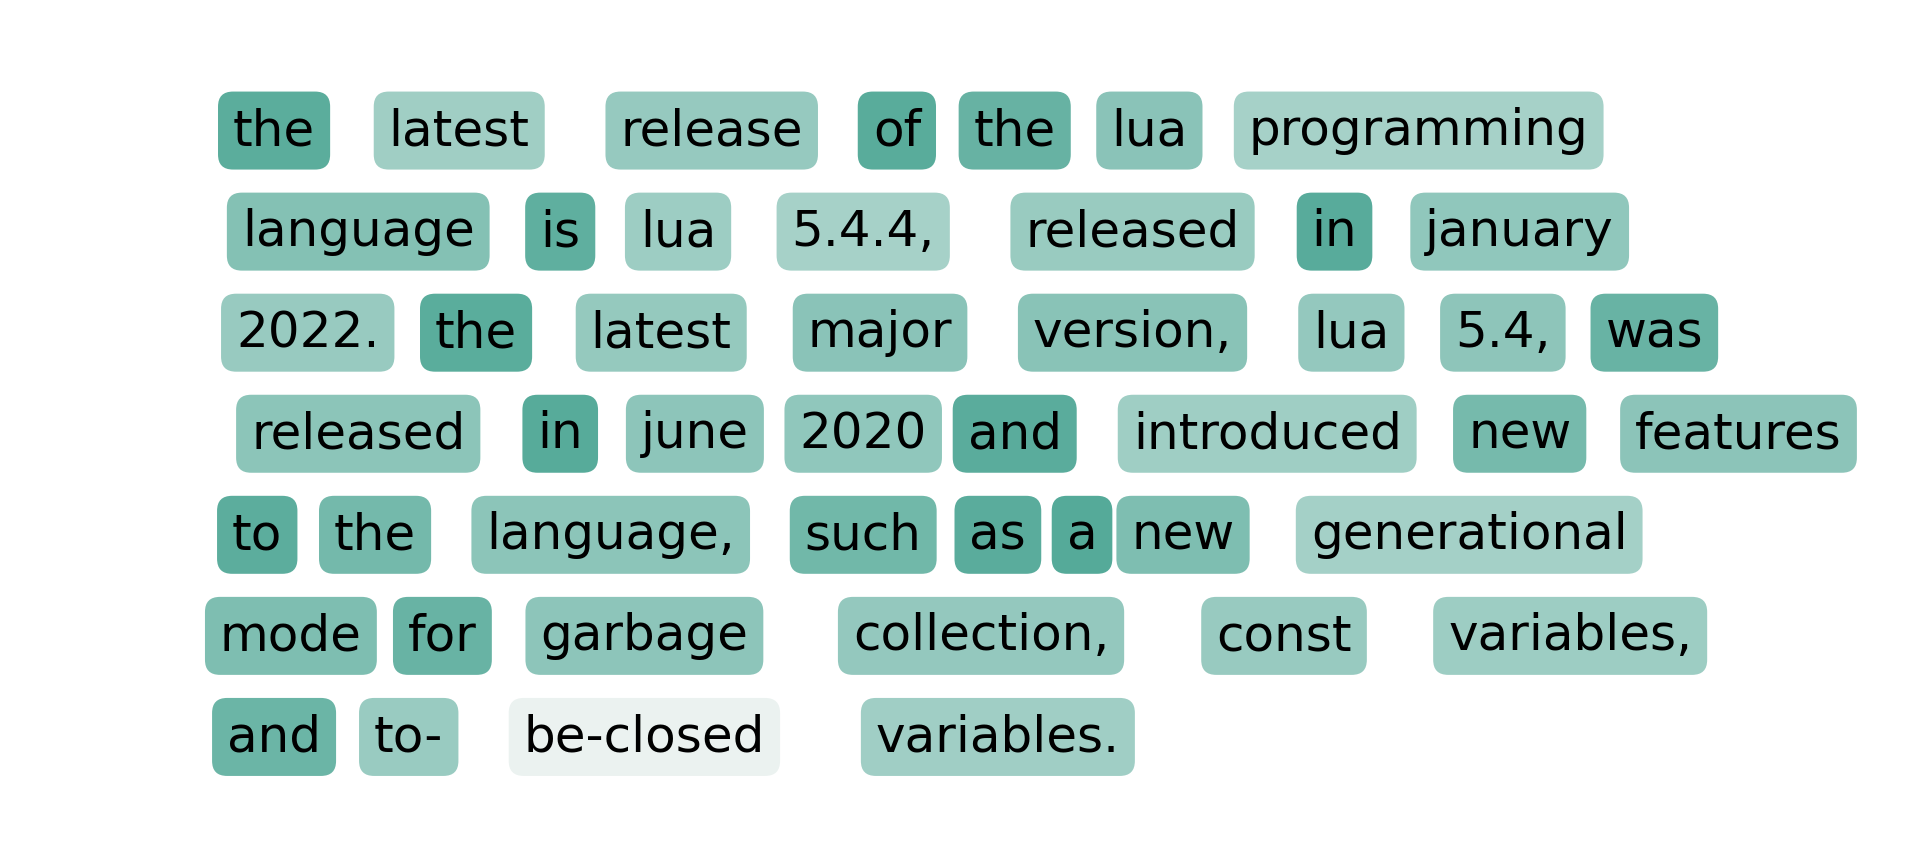 the latest release of the lua programming
language is lua 5.4.4, released in january
2022. the latest major version, lua 5.4, was
released in june 2020 and introduced new features
to the language, such as a new generational
mode for garbage collection, const variables,
and to- be-closed variables.